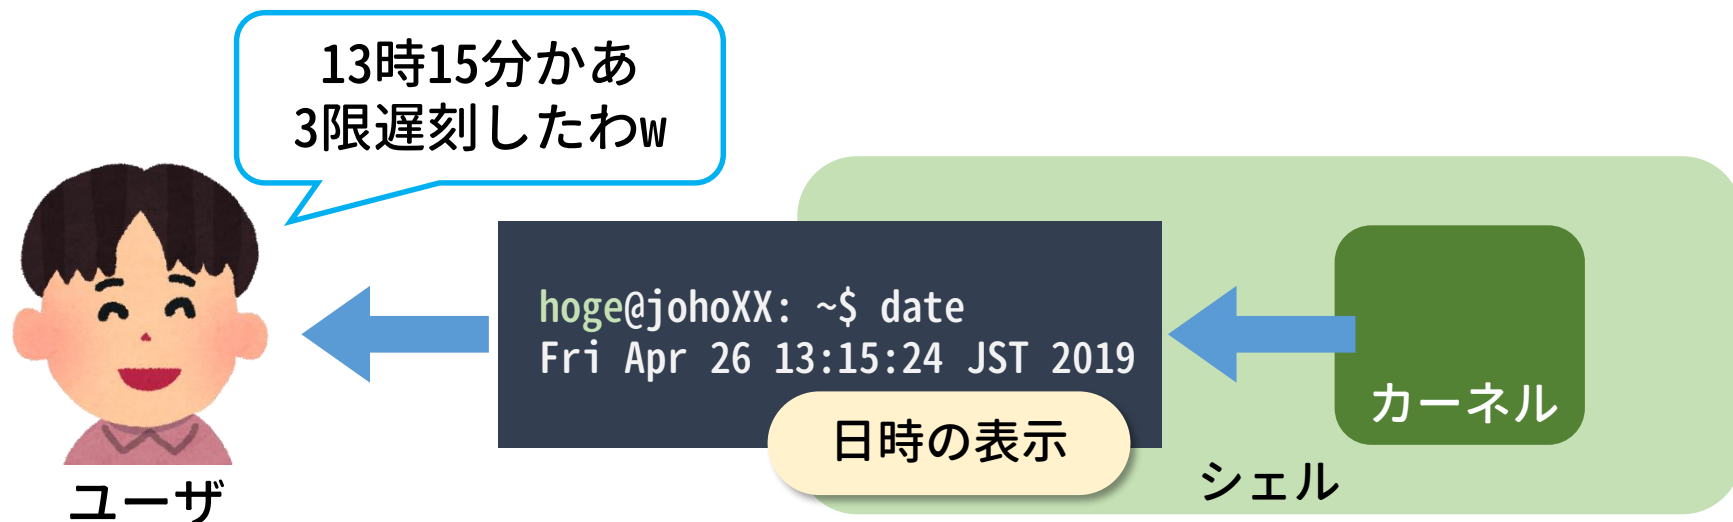 13時15分かあ
3限遅刻したわw
hoge@johoXX: ~$ date
Fri Apr 26 13:15:24 JST 2019
カーネル
日時の表示
シェル
ユーザ